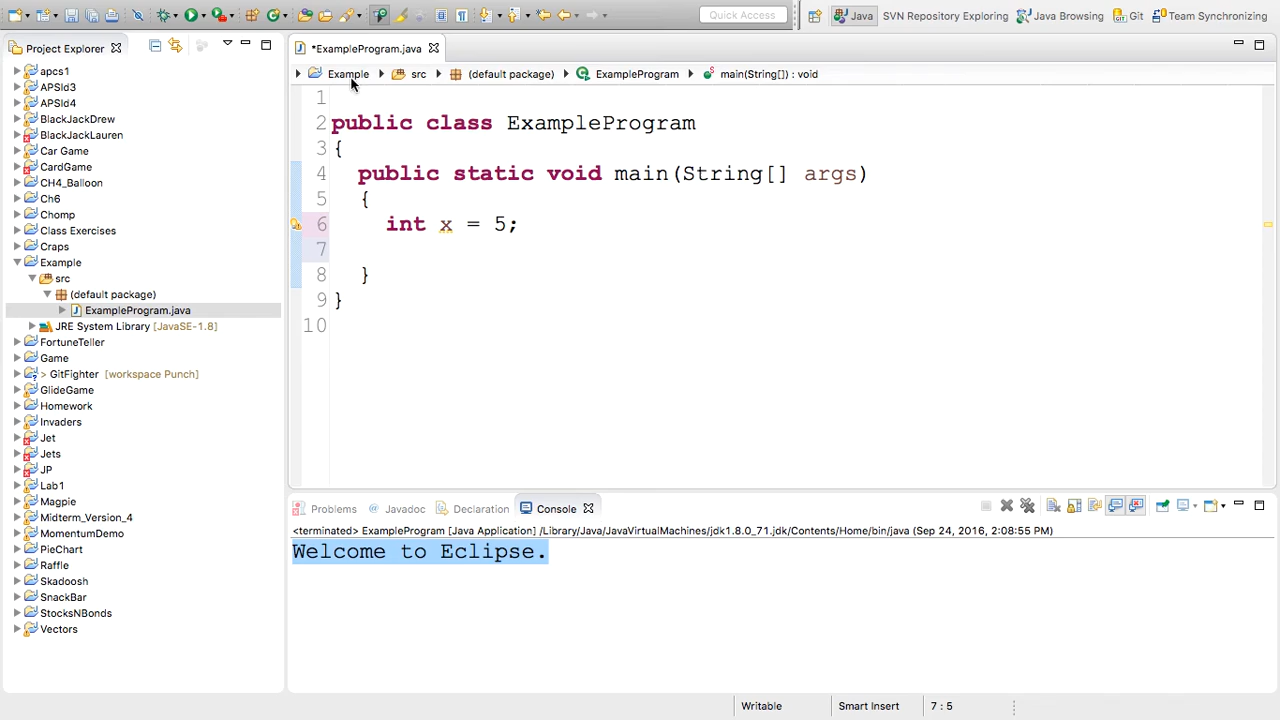 Quick Access
Java
SVN Repository Exploring
Java Browsing
Git
Team Synchronizing
Project Explorer
*ExampleProgram.java
Example
src
(default package)
ExampleProgram
main(String[]) : void
apcs1
APSId3
APSId4
BlackJackDrew
BlackJackLauren
Car Game
CardGame
CH4_Balloon
Ch6
Chomp
Class Exercises
Craps
Example
src
(default package)
ExampleProgram.java
JRE System Library [JavaSE-1.8]
FortuneTeller
Game
> GitFighter [workspace Punch]
GlideGame
Homework
Invaders
Jet
Jets
JP
Lab1
Magpie
Midterm_Version_4
MomentumDemo
PieChart
Raffle
Skadoosh
SnackBar
StocksNBonds
Vectors
1
2 public class ExampleProgram
3 {
4 public static void main(String[] args)
5 {
6 int x = 5;
7
8 }
9 }
10
Problems
@ Javadoc
Declaration
Console
<terminated> ExampleProgram [Java Application] /Library/Java/JavaVirtualMachines/jdk1.8.0_71.jdk/Contents/Home/bin/java (Sep 24, 2016, 2:08:55 PM)
Welcome to Eclipse.
Writable
Smart Insert
7 : 5